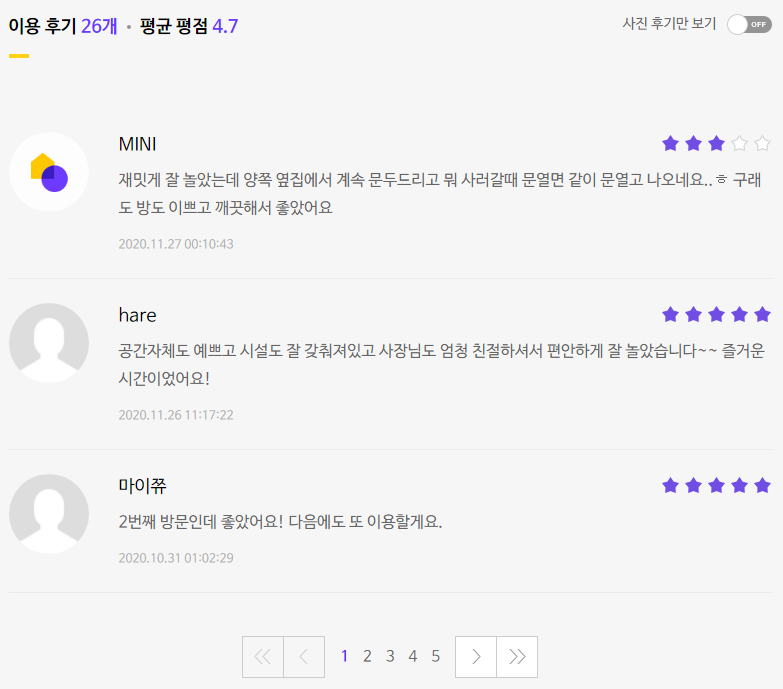 이용 후기 26개 • 평균 평점 4.7
사진 후기만 보기 OFF
MINI
재밋게 잘 놀았는데 양쪽 옆집에서 계속 문두드리고 뭐 사러갈때 문열면 같이 문열고 나오네요..ㅎ 구래
도 방도 이쁘고 깨끗해서 좋았어요
2020.11.27 00:10:43
hare
공간자체도 예쁘고 시설도 잘 갖춰져있고 사장님도 엄청 친절하셔서 편안하게 잘 놀았습니다~~ 즐거운
시간이었어요!
2020.11.26 11:17:22
마이쮸
2번째 방문인데 좋았어요! 다음에도 또 이용할게요.
2020.10.31 01:02:29
1 2 3 4 5